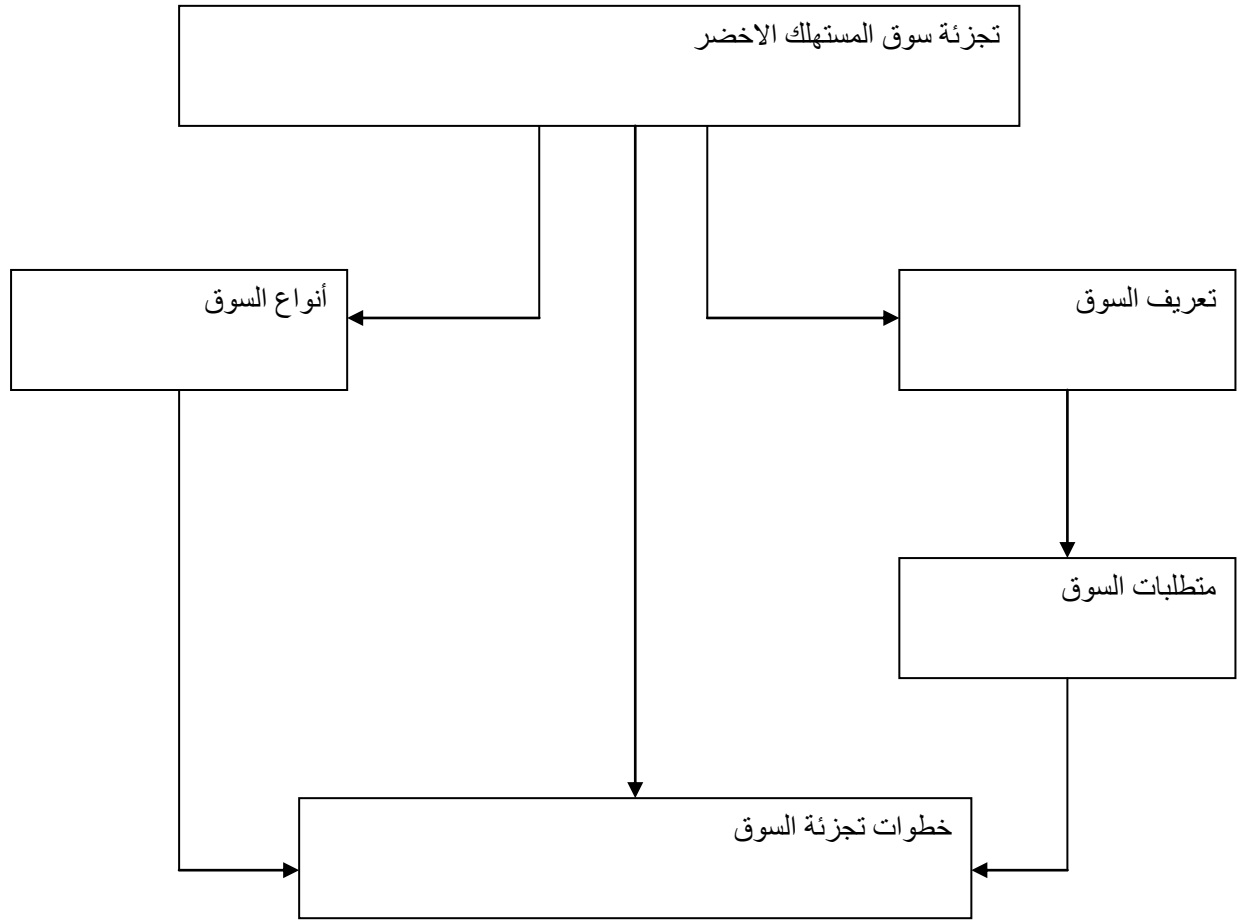 تجزئة سوق المستهلك الاخضر
تعريف السوق
أنواع السوق
متطلبات السوق
خطوات تجزئة السوق